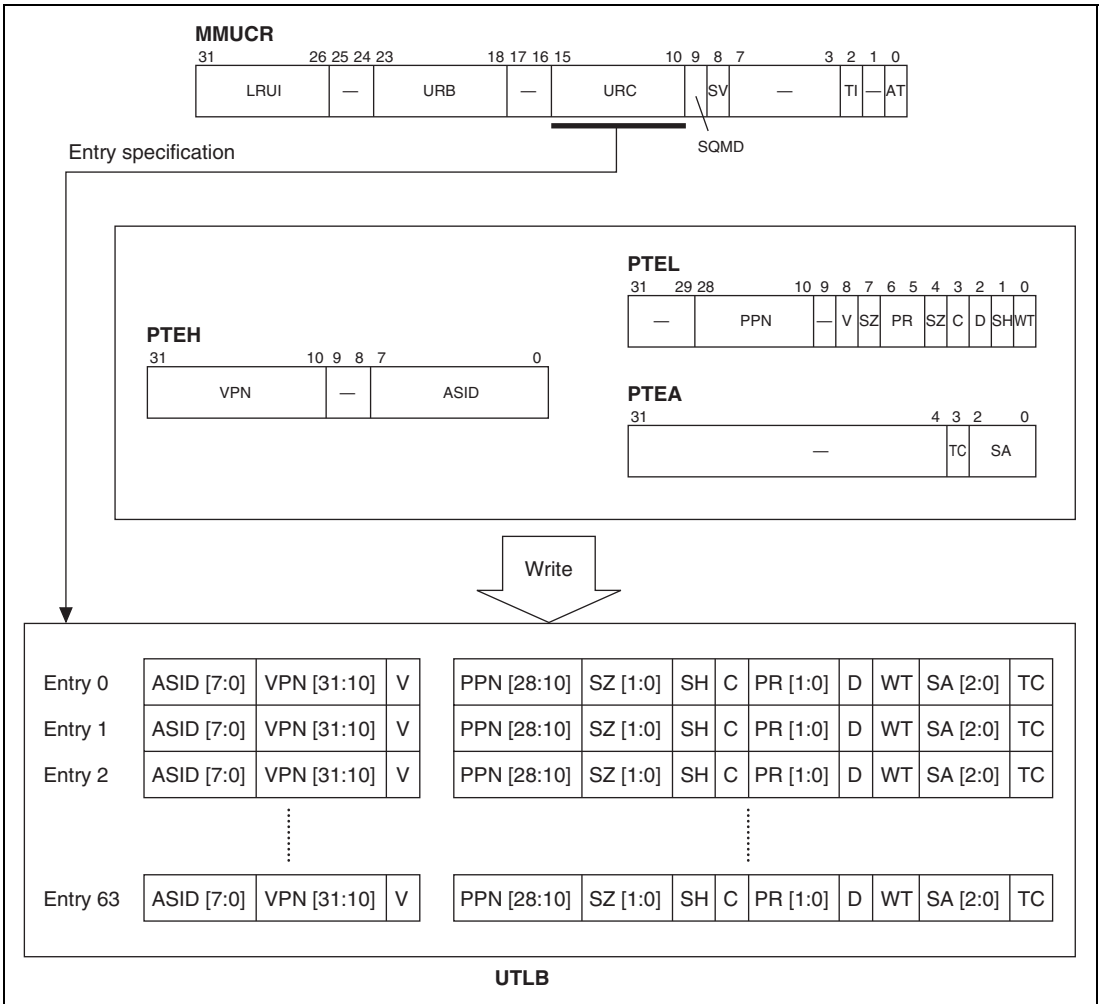 MMUCR
31 26 25 24 23 18 17 16 15 10 9 8 7 3 2 1 0
LRUI — URB — URC SV — TI — AT
SQMD
Entry specification
PTEL
31 29 28 10 9 8 7 6 5 4 3 2 1 0
— PPN — V SZ PR SZ C D SH WT
PTEH
31 10 9 8 7 0
VPN — ASID
PTEA
31 4 3 2 0
— TC SA
Write
Entry 0 ASID [7:0] VPN [31:10] V PPN [28:10] SZ [1:0] SH C PR [1:0] D WT SA [2:0] TC
Entry 1 ASID [7:0] VPN [31:10] V PPN [28:10] SZ [1:0] SH C PR [1:0] D WT SA [2:0] TC
Entry 2 ASID [7:0] VPN [31:10] V PPN [28:10] SZ [1:0] SH C PR [1:0] D WT SA [2:0] TC
Entry 63 ASID [7:0] VPN [31:10] V PPN [28:10] SZ [1:0] SH C PR [1:0] D WT SA [2:0] TC
UTLB